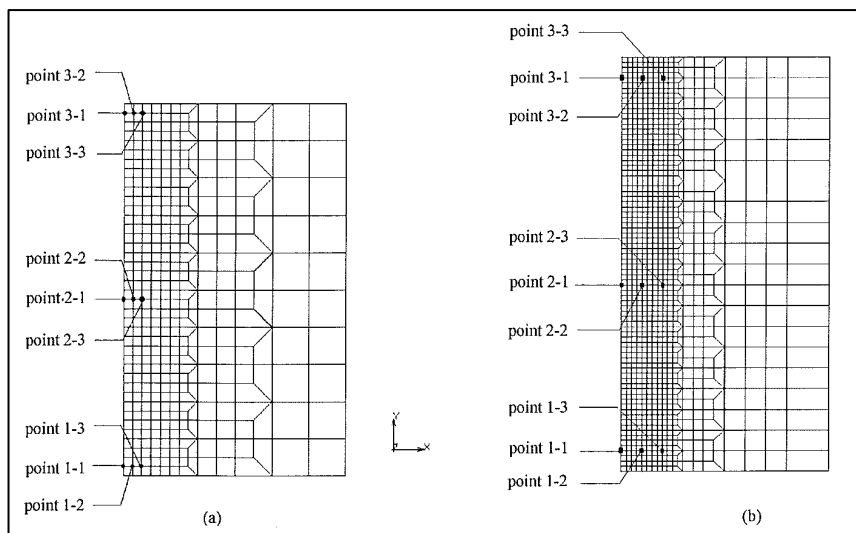 point 3-2
point 3-1
point 3-3
point 2-2
point 2-1
point 2-3
point 1-3
point 1-1
point 1-2
(a)
Y
X
point 3-3
point 3-1
point 3-2
point 2-3
point 2-1
point 2-2
point 1-3
point 1-1
point 1-2
(b)